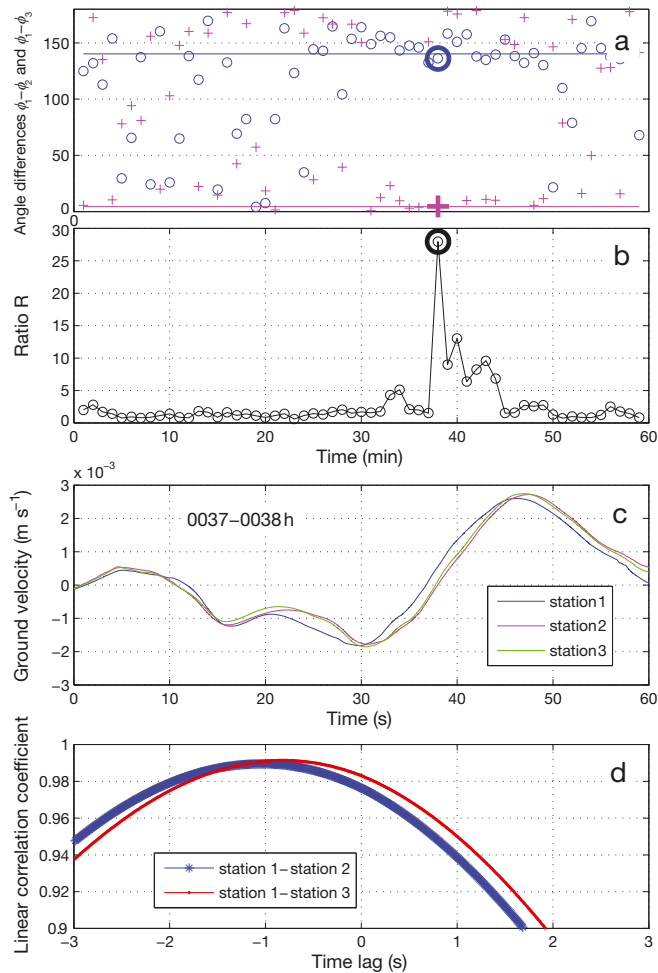 a
Angle differences ϕ₁−ϕ₂ and ϕ₁−ϕ₃
150
100
50
0
0
b
Ratio R
30
25
20
15
10
5
0
0 10 20 30 40 50 60
Time (min)
x 10⁻³
c
0037−0038 h
Ground velocity (m s⁻¹)
3
2
1
0
−1
−2
−3
station1
station2
station3
0 10 20 30 40 50 60
Time (s)
d
Linear correlation coefficient
1
0.98
0.96
0.94
0.92
0.9
station 1−station 2
station 1−station 3
−3 −2 −1 0 1 2 3
Time lag (s)